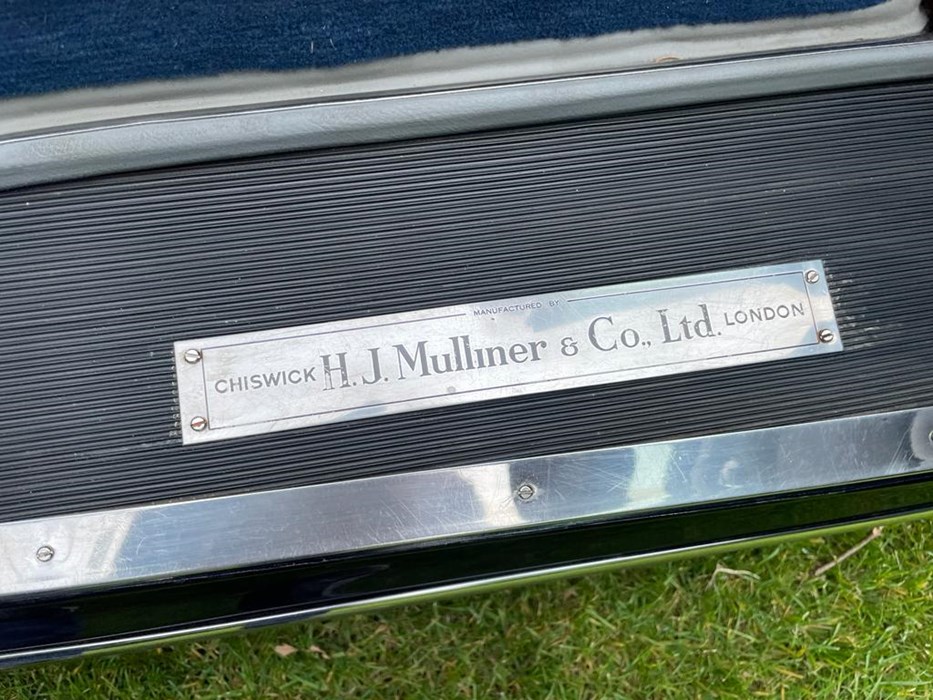 MANUFACTURED BY
CHISWICK H. J. Mulliner & Co., Ltd. LONDON